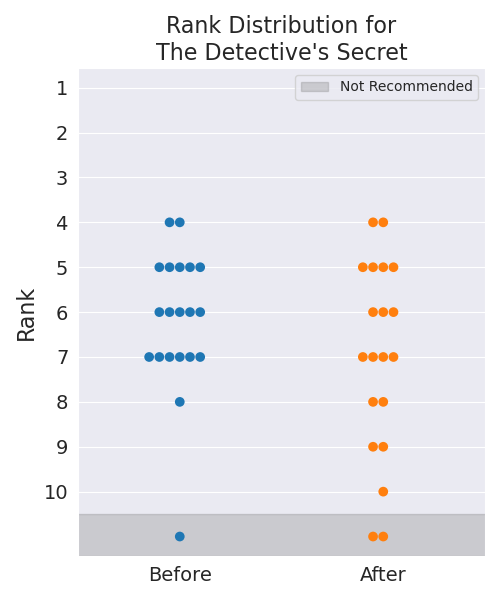 Rank Distribution for
The Detective's Secret
Not Recommended
1
2
3
4
5
6
7
8
9
10
Rank
Before
After